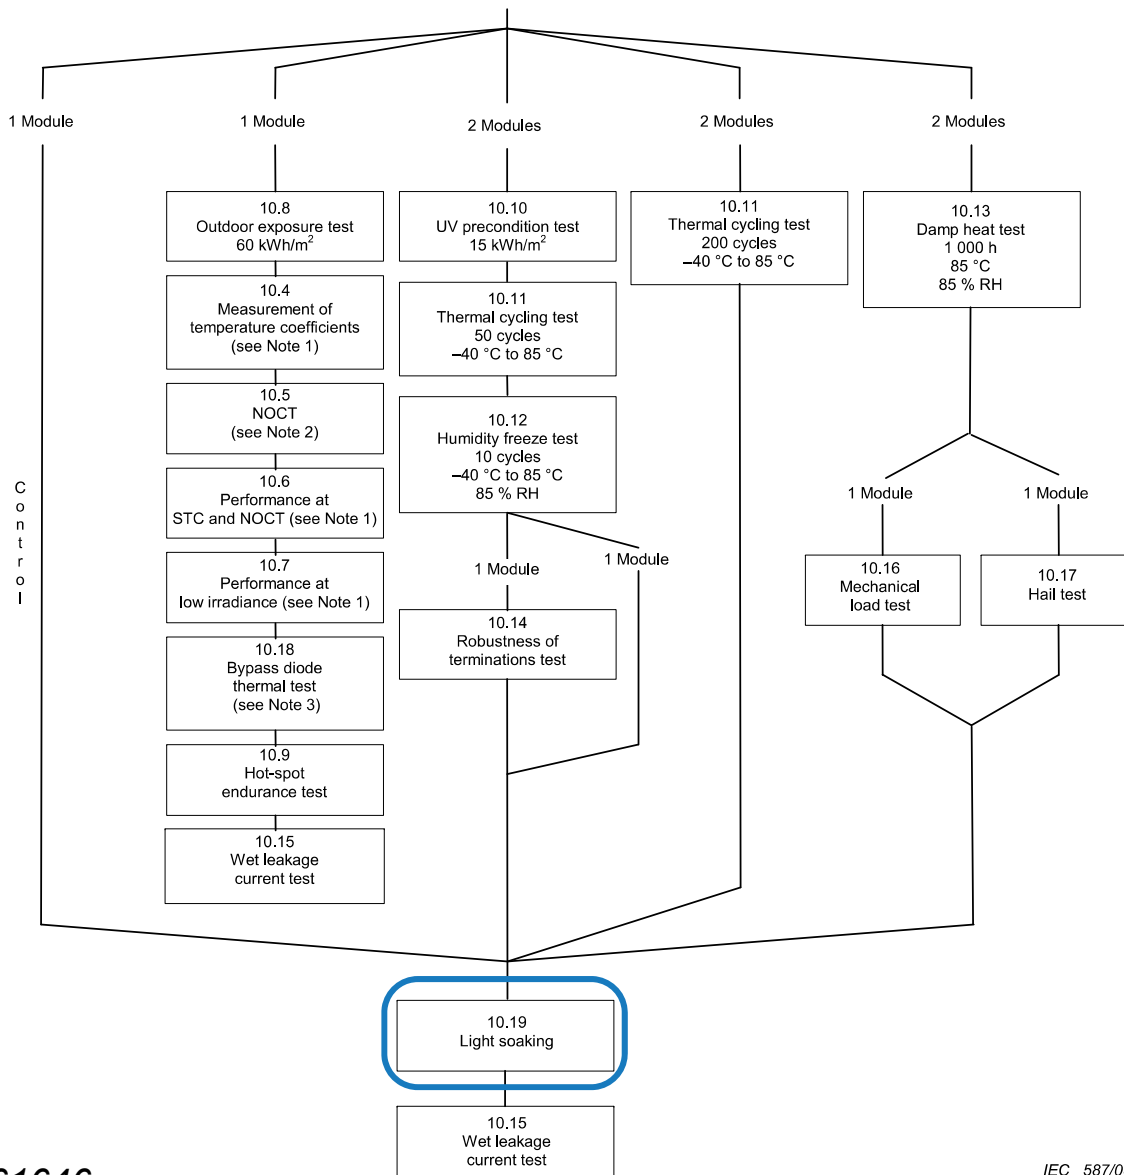 1 Module
1 Module
2 Modules
2 Modules
2 Modules
10.8
Outdoor exposure test
60 kWh/m²
10.4
Measurement of
temperature coefficients
(see Note 1)
10.5
NOCT
(see Note 2)
10.6
Performance at
STC and NOCT (see Note 1)
10.7
Performance at
low irradiance (see Note 1)
10.18
Bypass diode
thermal test
(see Note 3)
10.9
Hot-spot
endurance test
10.15
Wet leakage
current test
10.10
UV precondition test
15 kWh/m²
10.11
Thermal cycling test
50 cycles
–40 °C to 85 °C
10.12
Humidity freeze test
10 cycles
–40 °C to 85 °C
85 % RH
1 Module
1 Module
10.14
Robustness of
terminations test
10.11
Thermal cycling test
200 cycles
–40 °C to 85 °C
10.13
Damp heat test
1 000 h
85 °C
85 % RH
1 Module
1 Module
10.16
Mechanical
load test
10.17
Hail test
Control
10.19
Light soaking
10.15
Wet leakage
current test
IEC 587/0